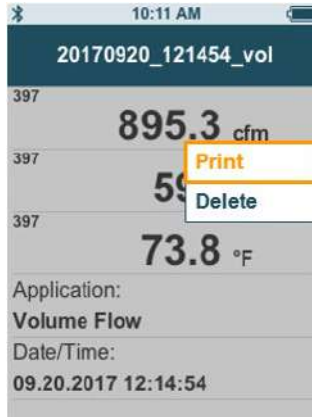 10:11 AM
20170920_121454_vol
397
895.3 cfm
397
Print
Delete
397
73.8 °F
Application:
Volume Flow
Date/Time:
09.20.2017 12:14:54